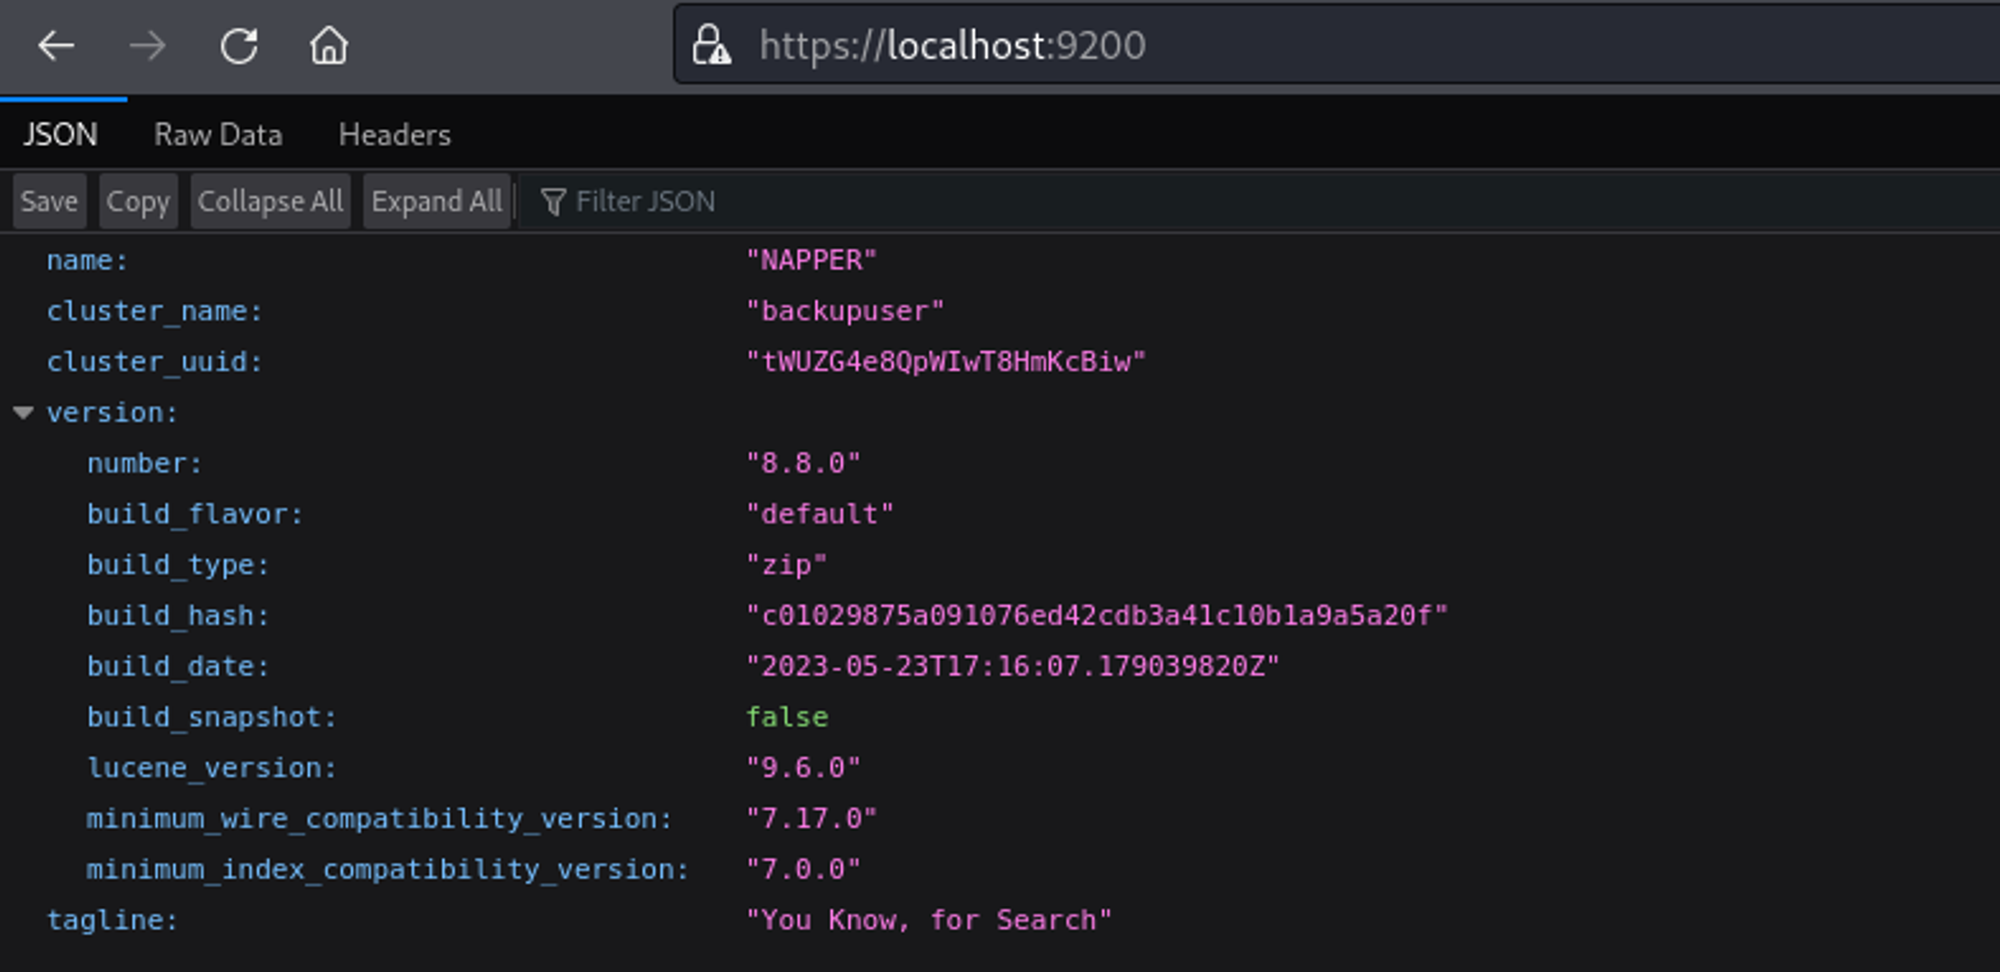 https://localhost:9200
JSON Raw Data Headers
Save Copy Collapse All Expand All Filter JSON
name: "NAPPER"
cluster_name: "backupuser"
cluster_uuid: "tWUZG4e8QpWIwT8HmKcBiw"
version:
number: "8.8.0"
build_flavor: "default"
build_type: "zip"
build_hash: "c01029875a091076ed42cdb3a41c10b1a9a5a20f"
build_date: "2023-05-23T17:16:07.179039820Z"
build_snapshot: false
lucene_version: "9.6.0"
minimum_wire_compatibility_version: "7.17.0"
minimum_index_compatibility_version: "7.0.0"
tagline: "You Know, for Search"